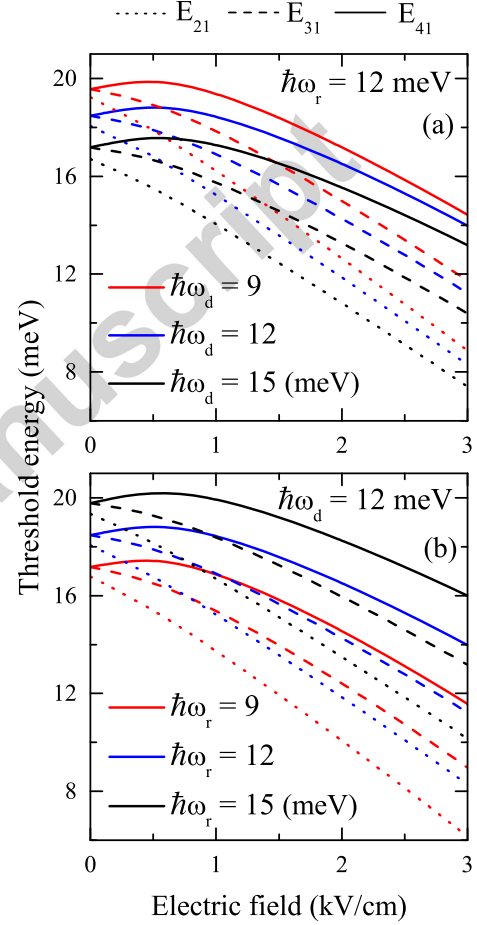 E21 E31 E41
20
16
12
8
0 1 2 3
ℏωr = 12 meV
(a)
ℏωd = 9
ℏωd = 12
ℏωd = 15 (meV)
Threshold energy (meV)
20
16
12
8
0 1 2 3
ℏωd = 12 meV
(b)
ℏωr = 9
ℏωr = 12
ℏωr = 15 (meV)
Electric field (kV/cm)
nuscript